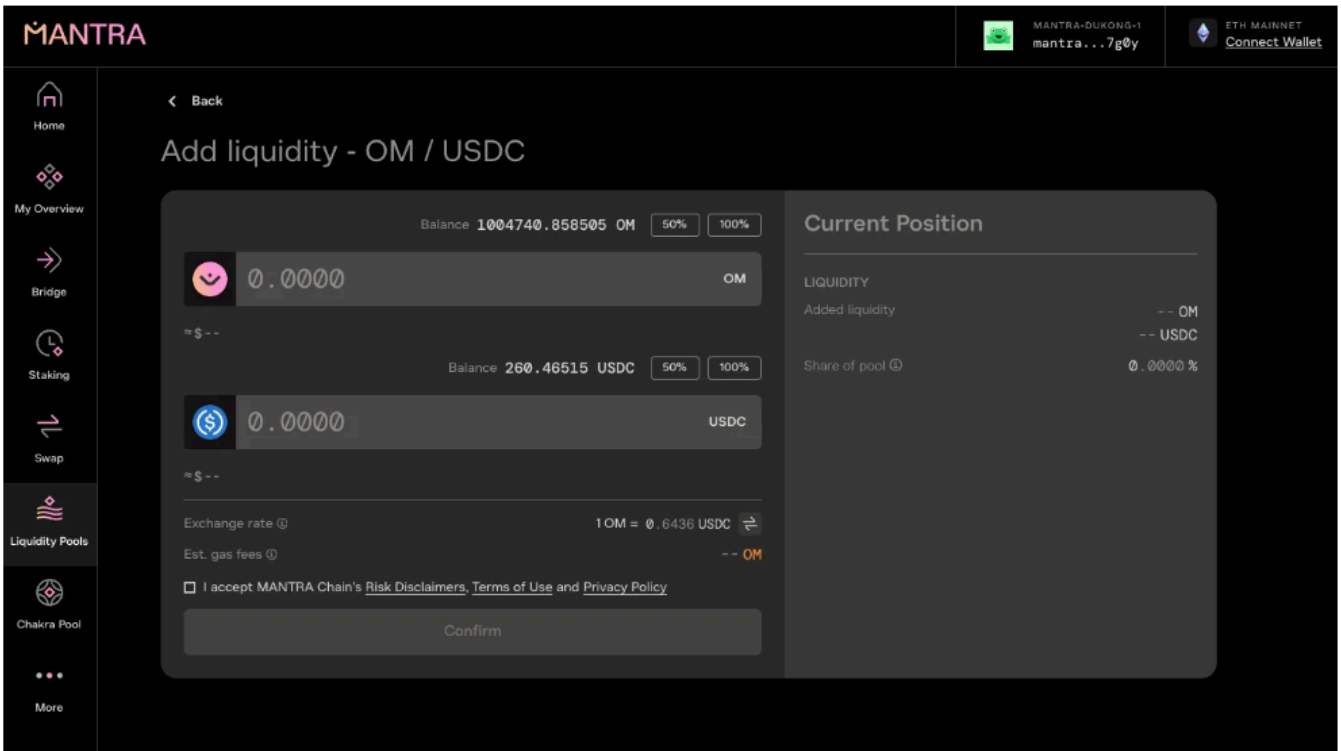 MANTRA
MANTRA-DUKONG-1
mantra...7g0y
ETH MAINNET
Connect Wallet
Home
My Overview
Bridge
Staking
Swap
Liquidity Pools
Chakra Pool
More
Back
Add liquidity - OM / USDC
Balance 1004740.858505 OM 50% 100%
0.0000 OM
≈$--
Balance 260.46515 USDC 50% 100%
0.0000 USDC
≈$--
Exchange rate 1 OM = 0.6436 USDC
Est. gas fees -- OM
I accept MANTRA Chain's Risk Disclaimers, Terms of Use and Privacy Policy
Confirm
Current Position
LIQUIDITY
Added liquidity -- OM
-- USDC
Share of pool 0.0000 %